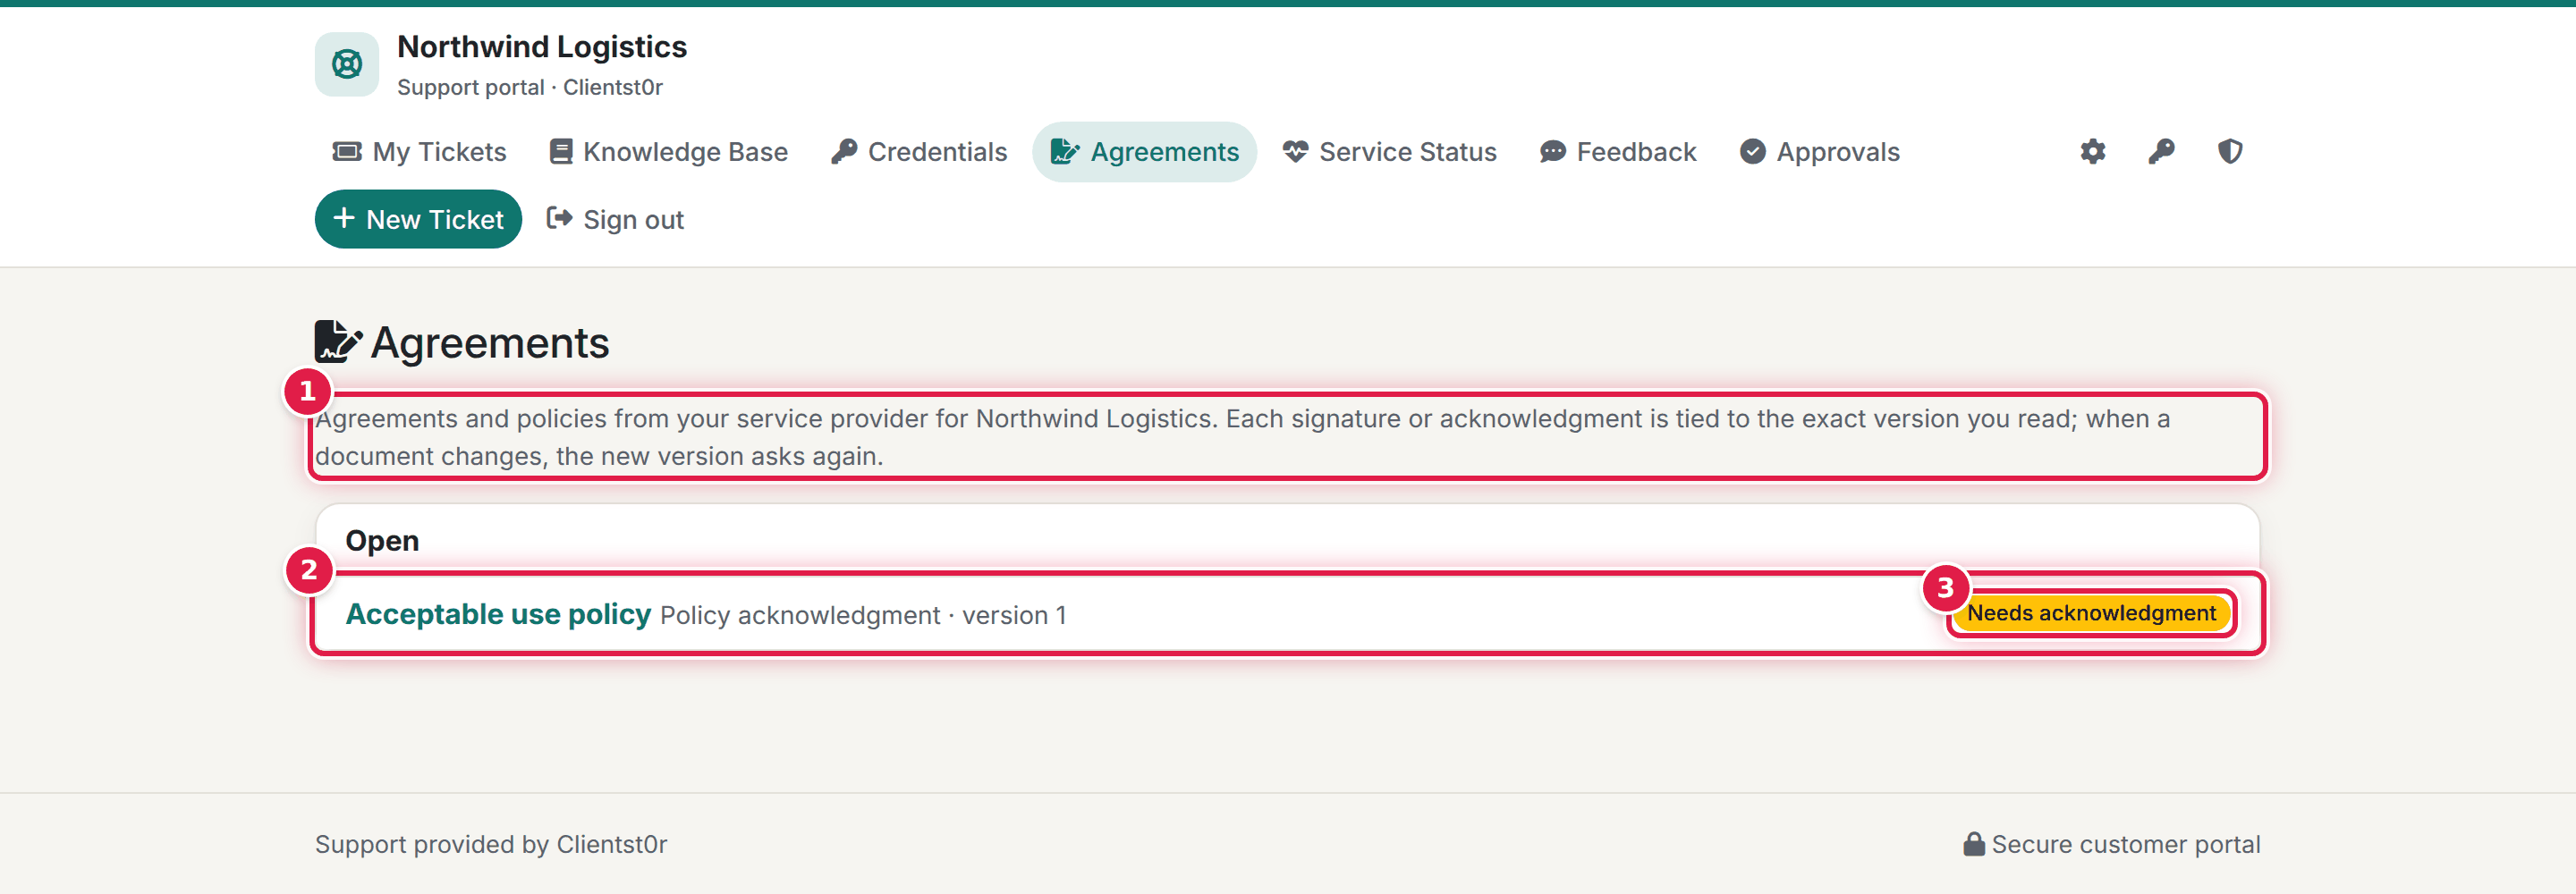 Northwind Logistics
Support portal · Clientst0r
My Tickets Knowledge Base Credentials Agreements Service Status Feedback Approvals
New Ticket Sign out
Agreements
1
Agreements and policies from your service provider for Northwind Logistics. Each signature or acknowledgment is tied to the exact version you read; when a
document changes, the new version asks again.
Open
2
3
Acceptable use policy Policy acknowledgment · version 1 Needs acknowledgment
Support provided by Clientst0r Secure customer portal